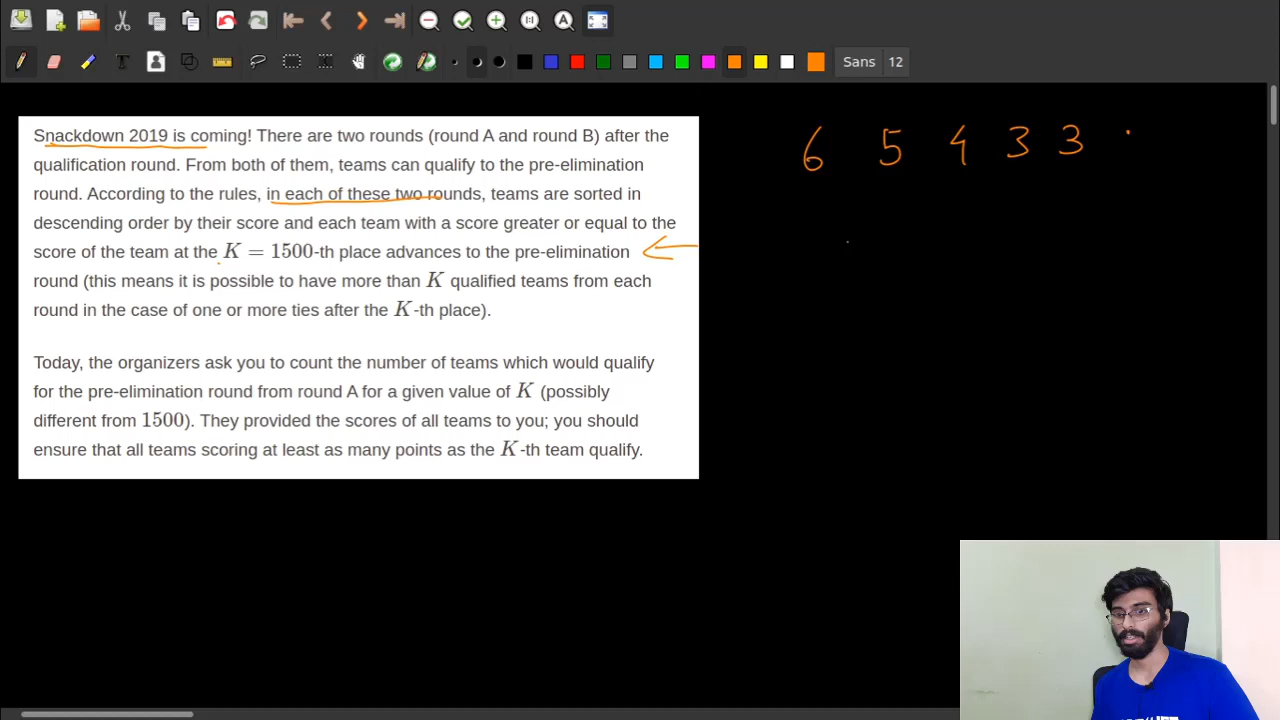 Sans 12
Snackdown 2019 is coming! There are two rounds (round A and round B) after the
qualification round. From both of them, teams can qualify to the pre-elimination
round. According to the rules, in each of these two rounds, teams are sorted in
descending order by their score and each team with a score greater or equal to the
score of the team at the K = 1500-th place advances to the pre-elimination
round (this means it is possible to have more than K qualified teams from each
round in the case of one or more ties after the K-th place).
Today, the organizers ask you to count the number of teams which would qualify
for the pre-elimination round from round A for a given value of K (possibly
different from 1500). They provided the scores of all teams to you; you should
ensure that all teams scoring at least as many points as the K-th team qualify.
6 5 4 3 3